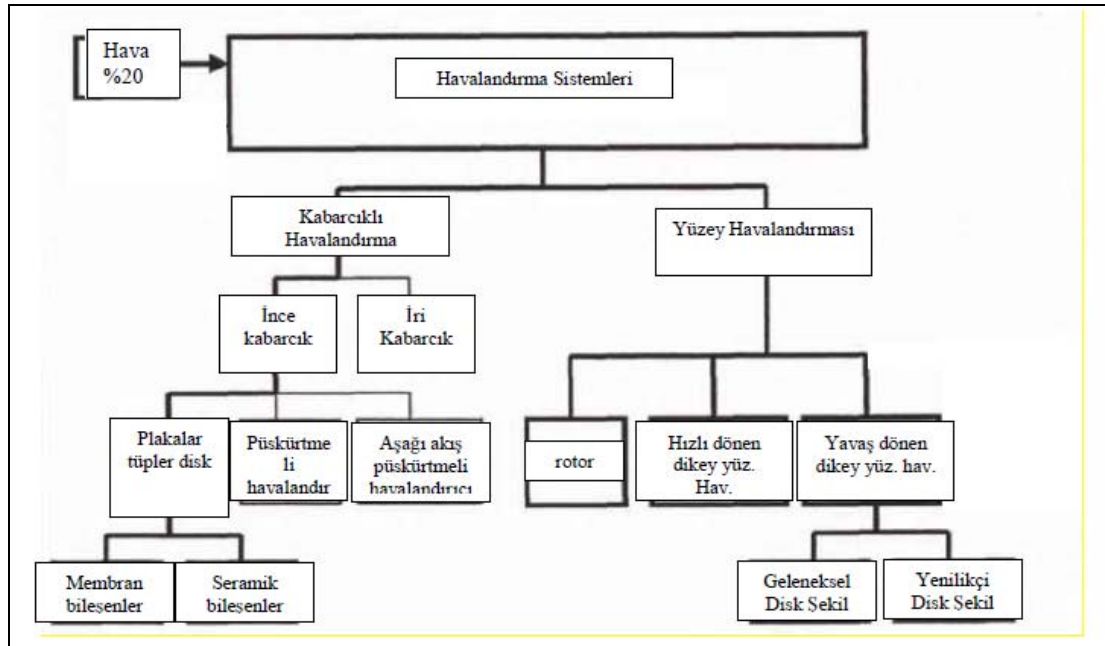 Hava
%20
Havalandırma Sistemleri
Kabarcıklı
Havalandırma
Yüzey Havalandırması
İnce
kabarcık
İri
Kabarcık
Plakalar
tüpler disk
Püskürtme
li
havalandır
Aşağı akış
püskürtmeli
havalandırıcı
rotor
Hızlı dönen
dikey yüz.
Hav.
Yavaş dönen
dikey yüz. hav.
Membran
bileşenler
Seramik
bileşenler
Geleneksel
Disk Şekil
Yenilikçi
Disk Şekil